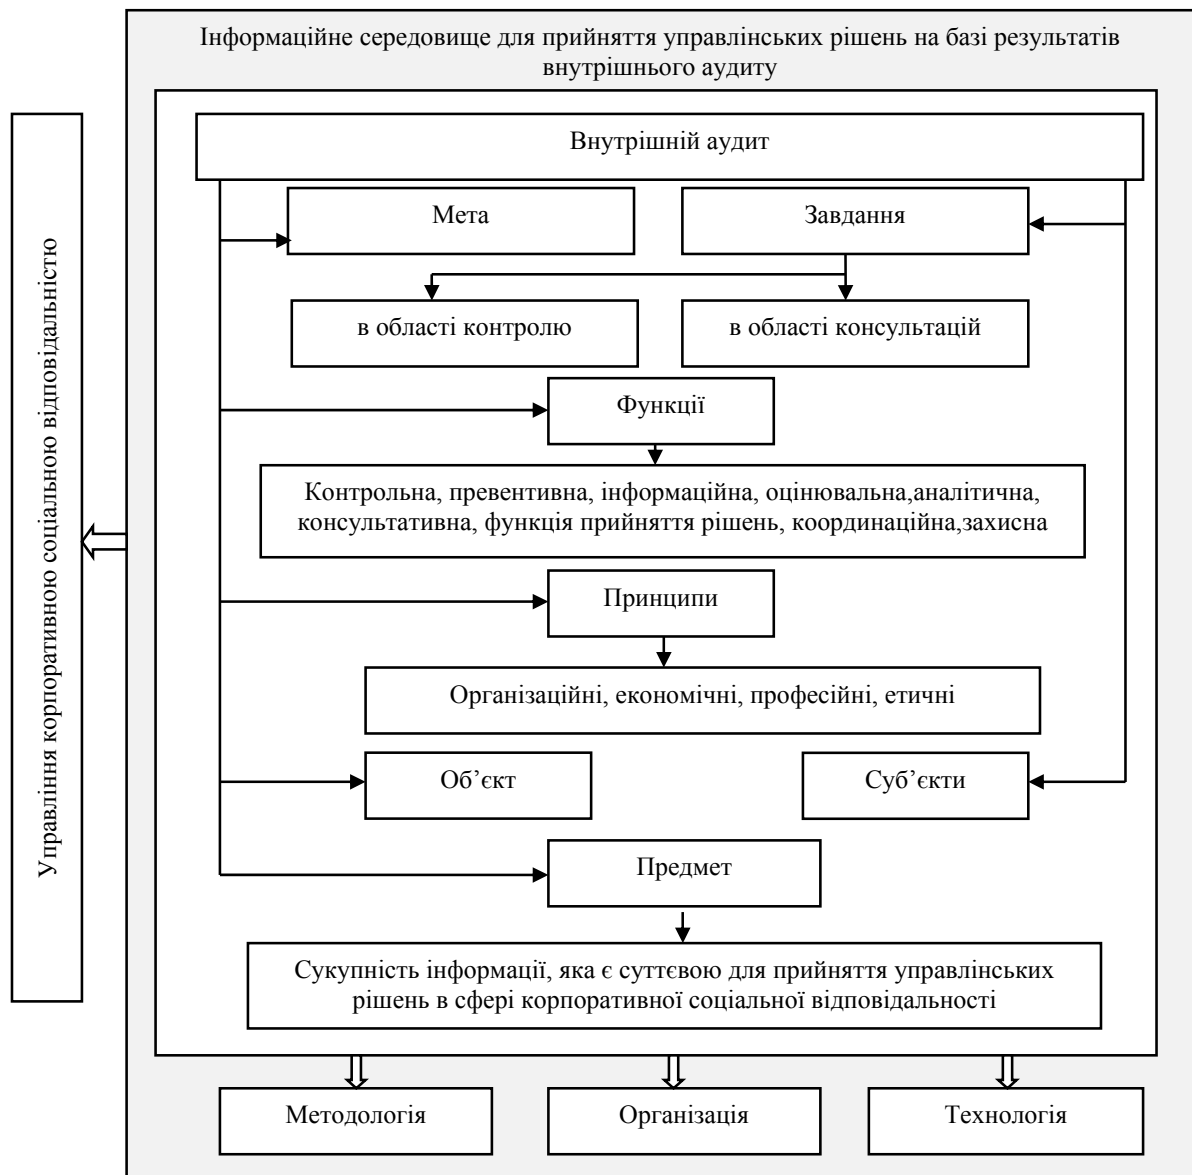 Інформаційне середовище для прийняття управлінських рішень на базі результатів
внутрішнього аудиту
Управління корпоративною соціальною відповідальністю
Внутрішній аудит
Мета
Завдання
в області контролю
в області консультацій
Функції
Контрольна, превентивна, інформаційна, оцінювальна,аналітична,
консультативна, функція прийняття рішень, координаційна,захисна
Принципи
Організаційні, економічні, професійні, етичні
Об’єкт
Суб’єкти
Предмет
Сукупність інформації, яка є суттєвою для прийняття управлінських
рішень в сфері корпоративної соціальної відповідальності
Методологія
Організація
Технологія